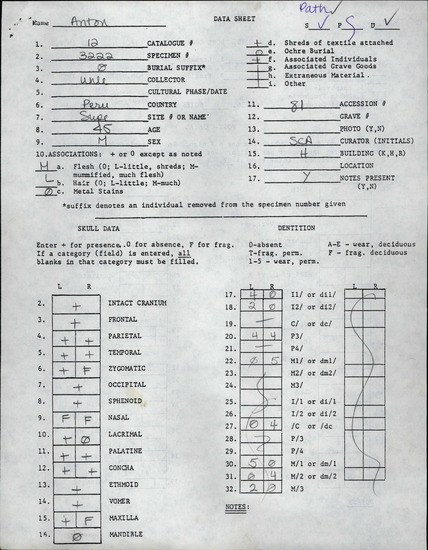 Path
Name Anton DATA SHEET S P U
1. 12 CATALOGUE #
2. 3222 SPECIMEN #
3. Ø BURIAL SUFFIX*
4. Uhle COLLECTOR
5. CULTURAL PHASE/DATE
6. Peru COUNTRY
7. Supe SITE # OR NAME
8. 45 AGE
9. M SEX
10. ASSOCIATIONS: + or 0 except as noted
M a. Flesh (O; L-little, shreds; M-mummified, much flesh)
L b. Hair (O; L-little; M-much)
Ø c. Metal Stains
+ d. Shreds of textile attached
o e. Ochre Burial
+ f. Associated Individuals
g. Associated Grave Goods
h. Extraneous Material
i. Other
11. 81 ACCESSION #
12. GRAVE #
13. PHOTO (Y,N)
14. SCA CURATOR (INITIALS)
15. H BUILDING (K,H,R)
16. LOCATION #
17. Y NOTES PRESENT (Y,N)
*suffix denotes an individual removed from the specimen number given
SKULL DATA
Enter + for presence, O for absence, F for frag.
If a category (field) is entered, all
blanks in that category must be filled.
L R
2. + INTACT CRANIUM
3. + FRONTAL
4. + + PARIETAL
5. + + TEMPORAL
6. + F ZYGOMATIC
7. + OCCIPITAL
8. + SPHENOID
9. F F NASAL
10. + Ø LACRIMAL
11. + + PALATINE
12. + + CONCHA
13. + ETHMOID
14. + VOMER
15. + F MAXILLA
16. Ø MANDIBLE
DENTITION
O-absent A-E - wear, deciduous
T-frag. perm. F - frag. deciduous
1-5 - wear, perm.
L R L R
17. 4 0 I1/ or di1/
18. 2 0 I2/ or di2/
19. C/ or dc/
20. 4 4 P3/
21. P4/
22. 0 5 M1/ or dm1/
23. M2/ or dm2/
24. M3/
25. I/1 or di/1
26. I/2 or di/2
27. 0 4 /C or /dc
28. P/3
29. P/4
30. 5 0 M/1 or dm/1
31. 0 4 M/2 or dm/2
32. 2 0 M/3
NOTES: